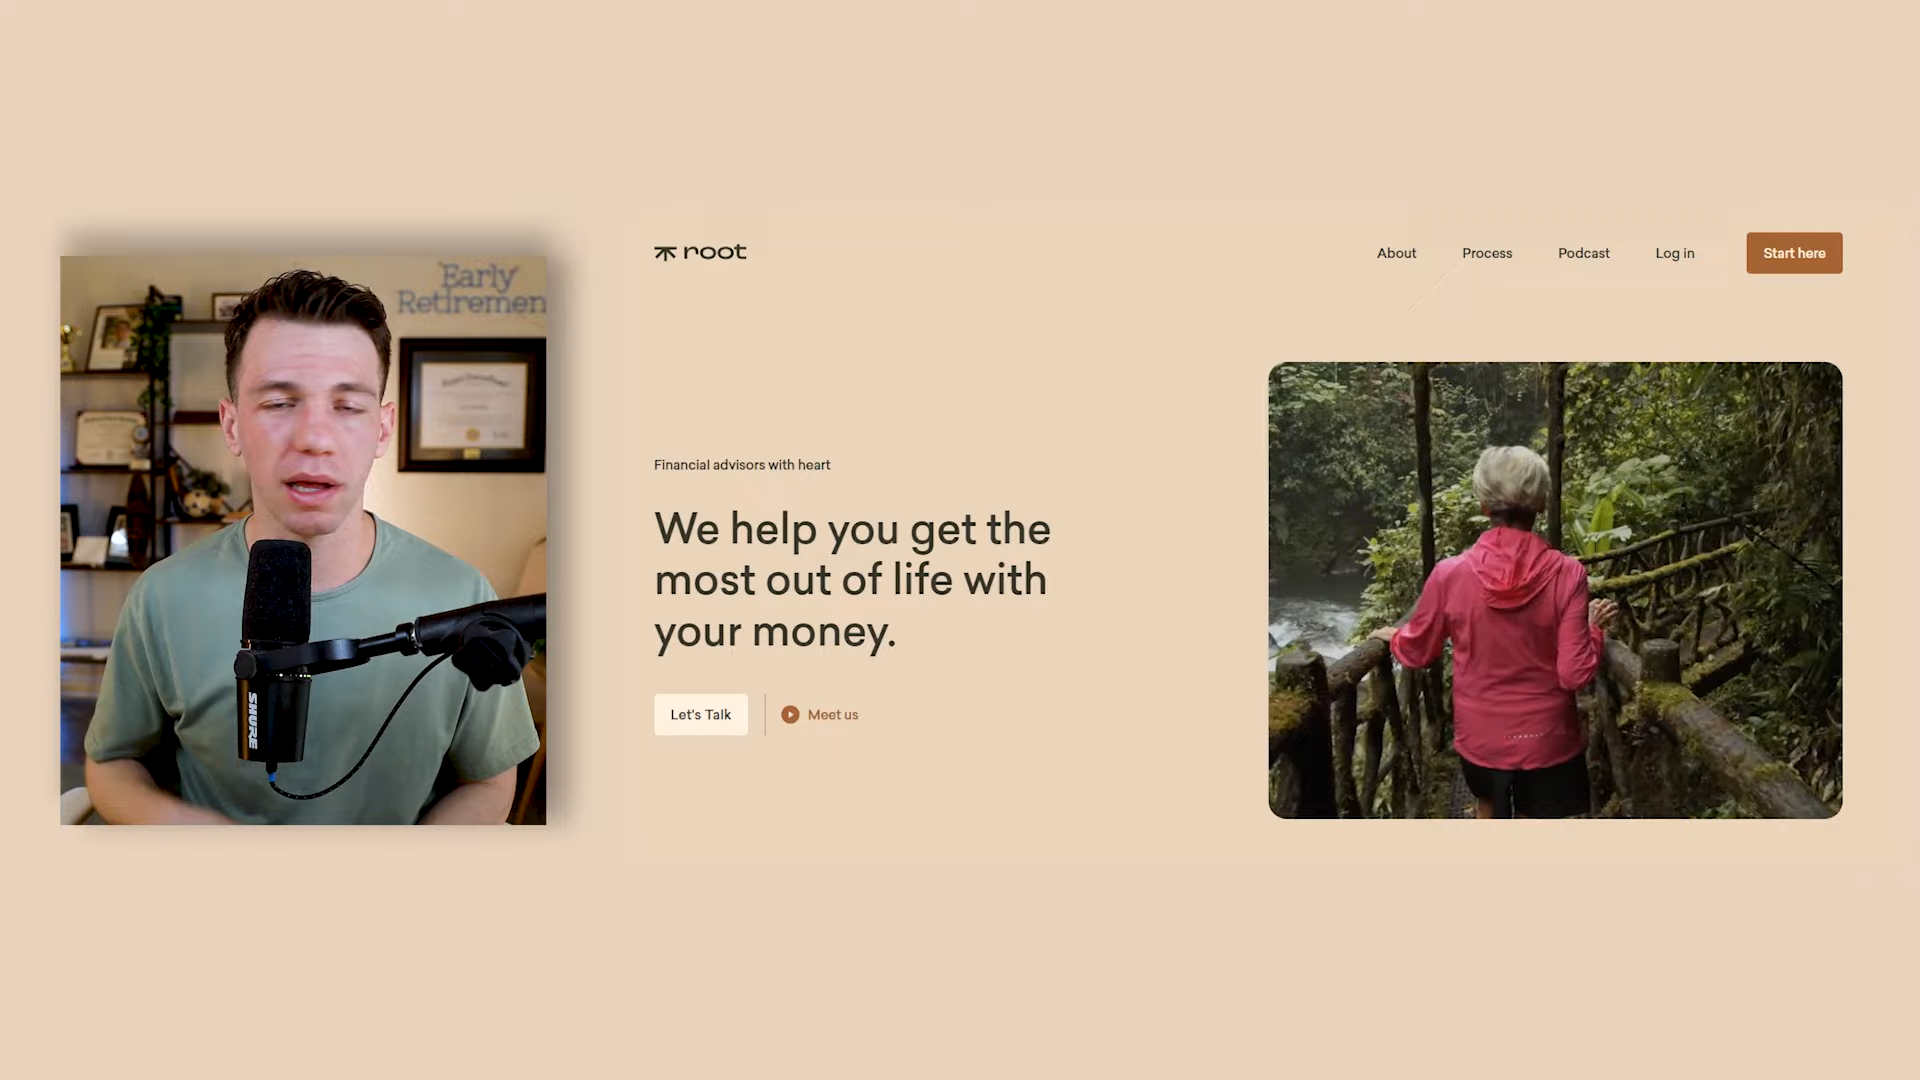 Early
Retiremen
SHURE
root
About
Process
Podcast
Log in
Start here
Financial advisors with heart
We help you get the
most out of life with
your money.
Let's Talk
Meet us